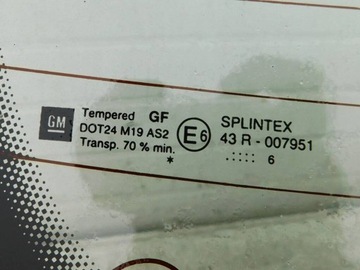 GM
Tempered GF
DOT24 M19 AS2
Transp. 70 % min.
*
E6
SPLINTEX
43 R - 007951
.::::: 6